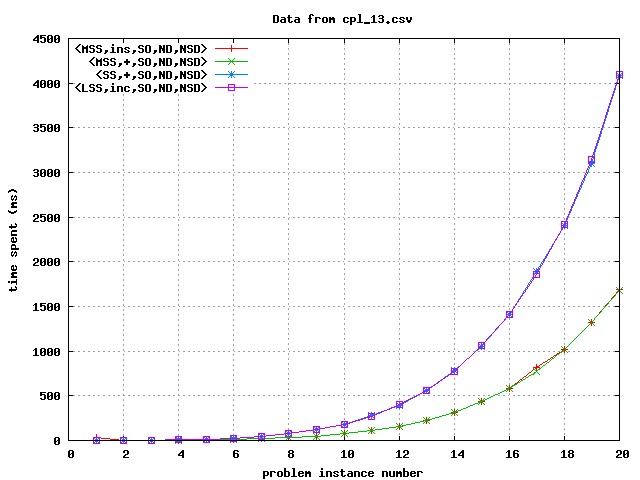 Data from cpl_13.csv
4500
4000
3500
3000
2500
2000
1500
1000
500
0
time spent (ms)
<MSS,ins,SO,ND,NSD>
<MSS,+,SO,ND,NSD>
<SS,+,SO,ND,NSD>
<LSS,inc,SO,ND,NSD>
0 2 4 6 8 10 12 14 16 18 20
problem instance number